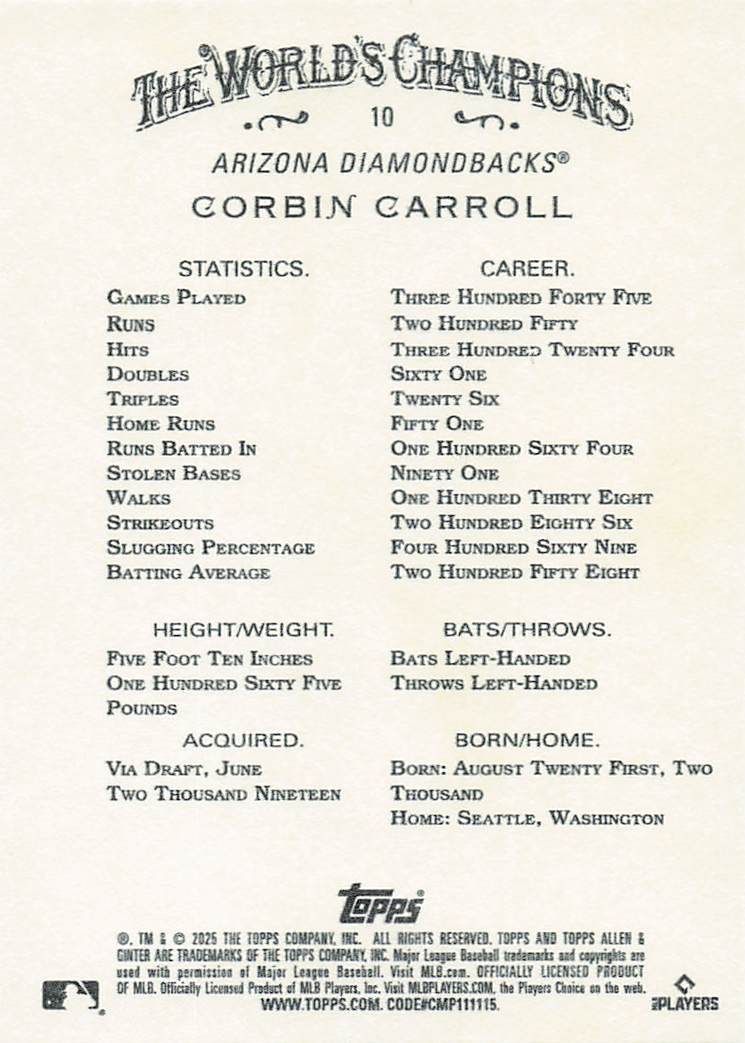 The World's Champions
10
ARIZONA DIAMONDBACKS®
CORBIN CARROLL
STATISTICS. CAREER.
Games Played Three Hundred Forty Five
Runs Two Hundred Fifty
Hits Three Hundred Twenty Four
Doubles Sixty One
Triples Twenty Six
Home Runs Fifty One
Runs Batted In One Hundred Sixty Four
Stolen Bases Ninety One
Walks One Hundred Thirty Eight
Strikeouts Two Hundred Eighty Six
Slugging Percentage Four Hundred Sixty Nine
Batting Average Two Hundred Fifty Eight
HEIGHT/WEIGHT.
Five Foot Ten Inches
One Hundred Sixty Five
Pounds
BATS/THROWS.
Bats Left-Handed
Throws Left-Handed
ACQUIRED.
Via Draft, June
Two Thousand Nineteen
BORN/HOME.
Born: August Twenty First, Two
Thousand
Home: Seattle, Washington
topps®
®, TM & © 2025 THE TOPPS COMPANY, INC. ALL RIGHTS RESERVED. TOPPS AND TOPPS ALLEN &
GINTER ARE TRADEMARKS OF THE TOPPS COMPANY, INC. Major League Baseball trademarks and copyrights are
used with permission of Major League Baseball. Visit MLB.com. OFFICIALLY LICENSED PRODUCT
OF MLB. Officially Licensed Product of MLB Players, Inc. Visit MLBPLAYERS.COM, the Players Choice on the web.
WWW.TOPPS.COM. CODE#CMP111115.
PLAYERS